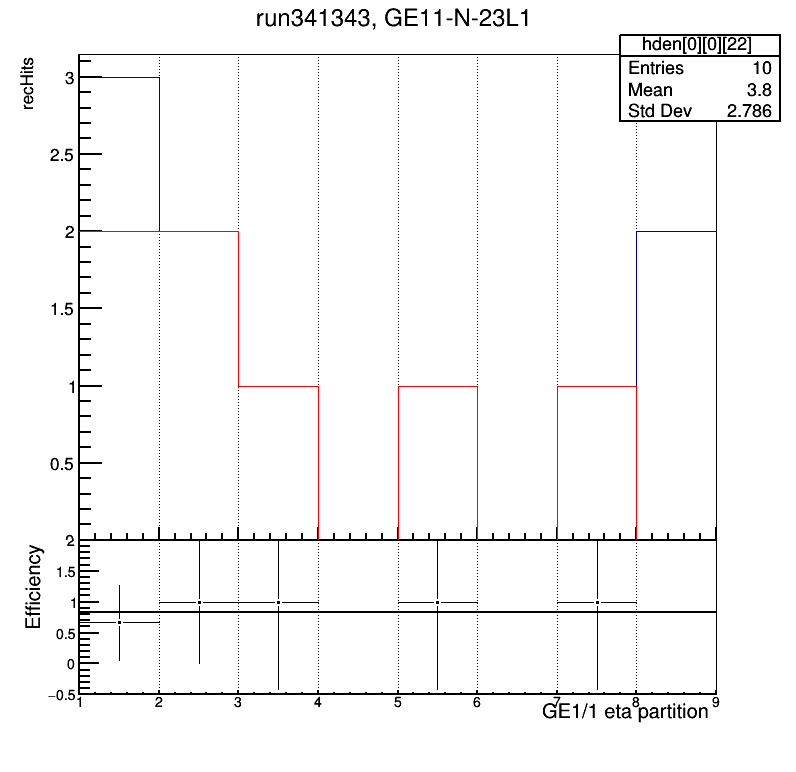 run341343, GE11-N-23L1
hden[0][0][22]
Entries 10
Mean 3.8
Std Dev 2.786
recHits
3
2.5
2
1.5
1
0.5
Efficiency
2
1.5
1
0.5
0
−0.5
1 2 3 4 5 6 7 8 9
GE1/1 eta partition